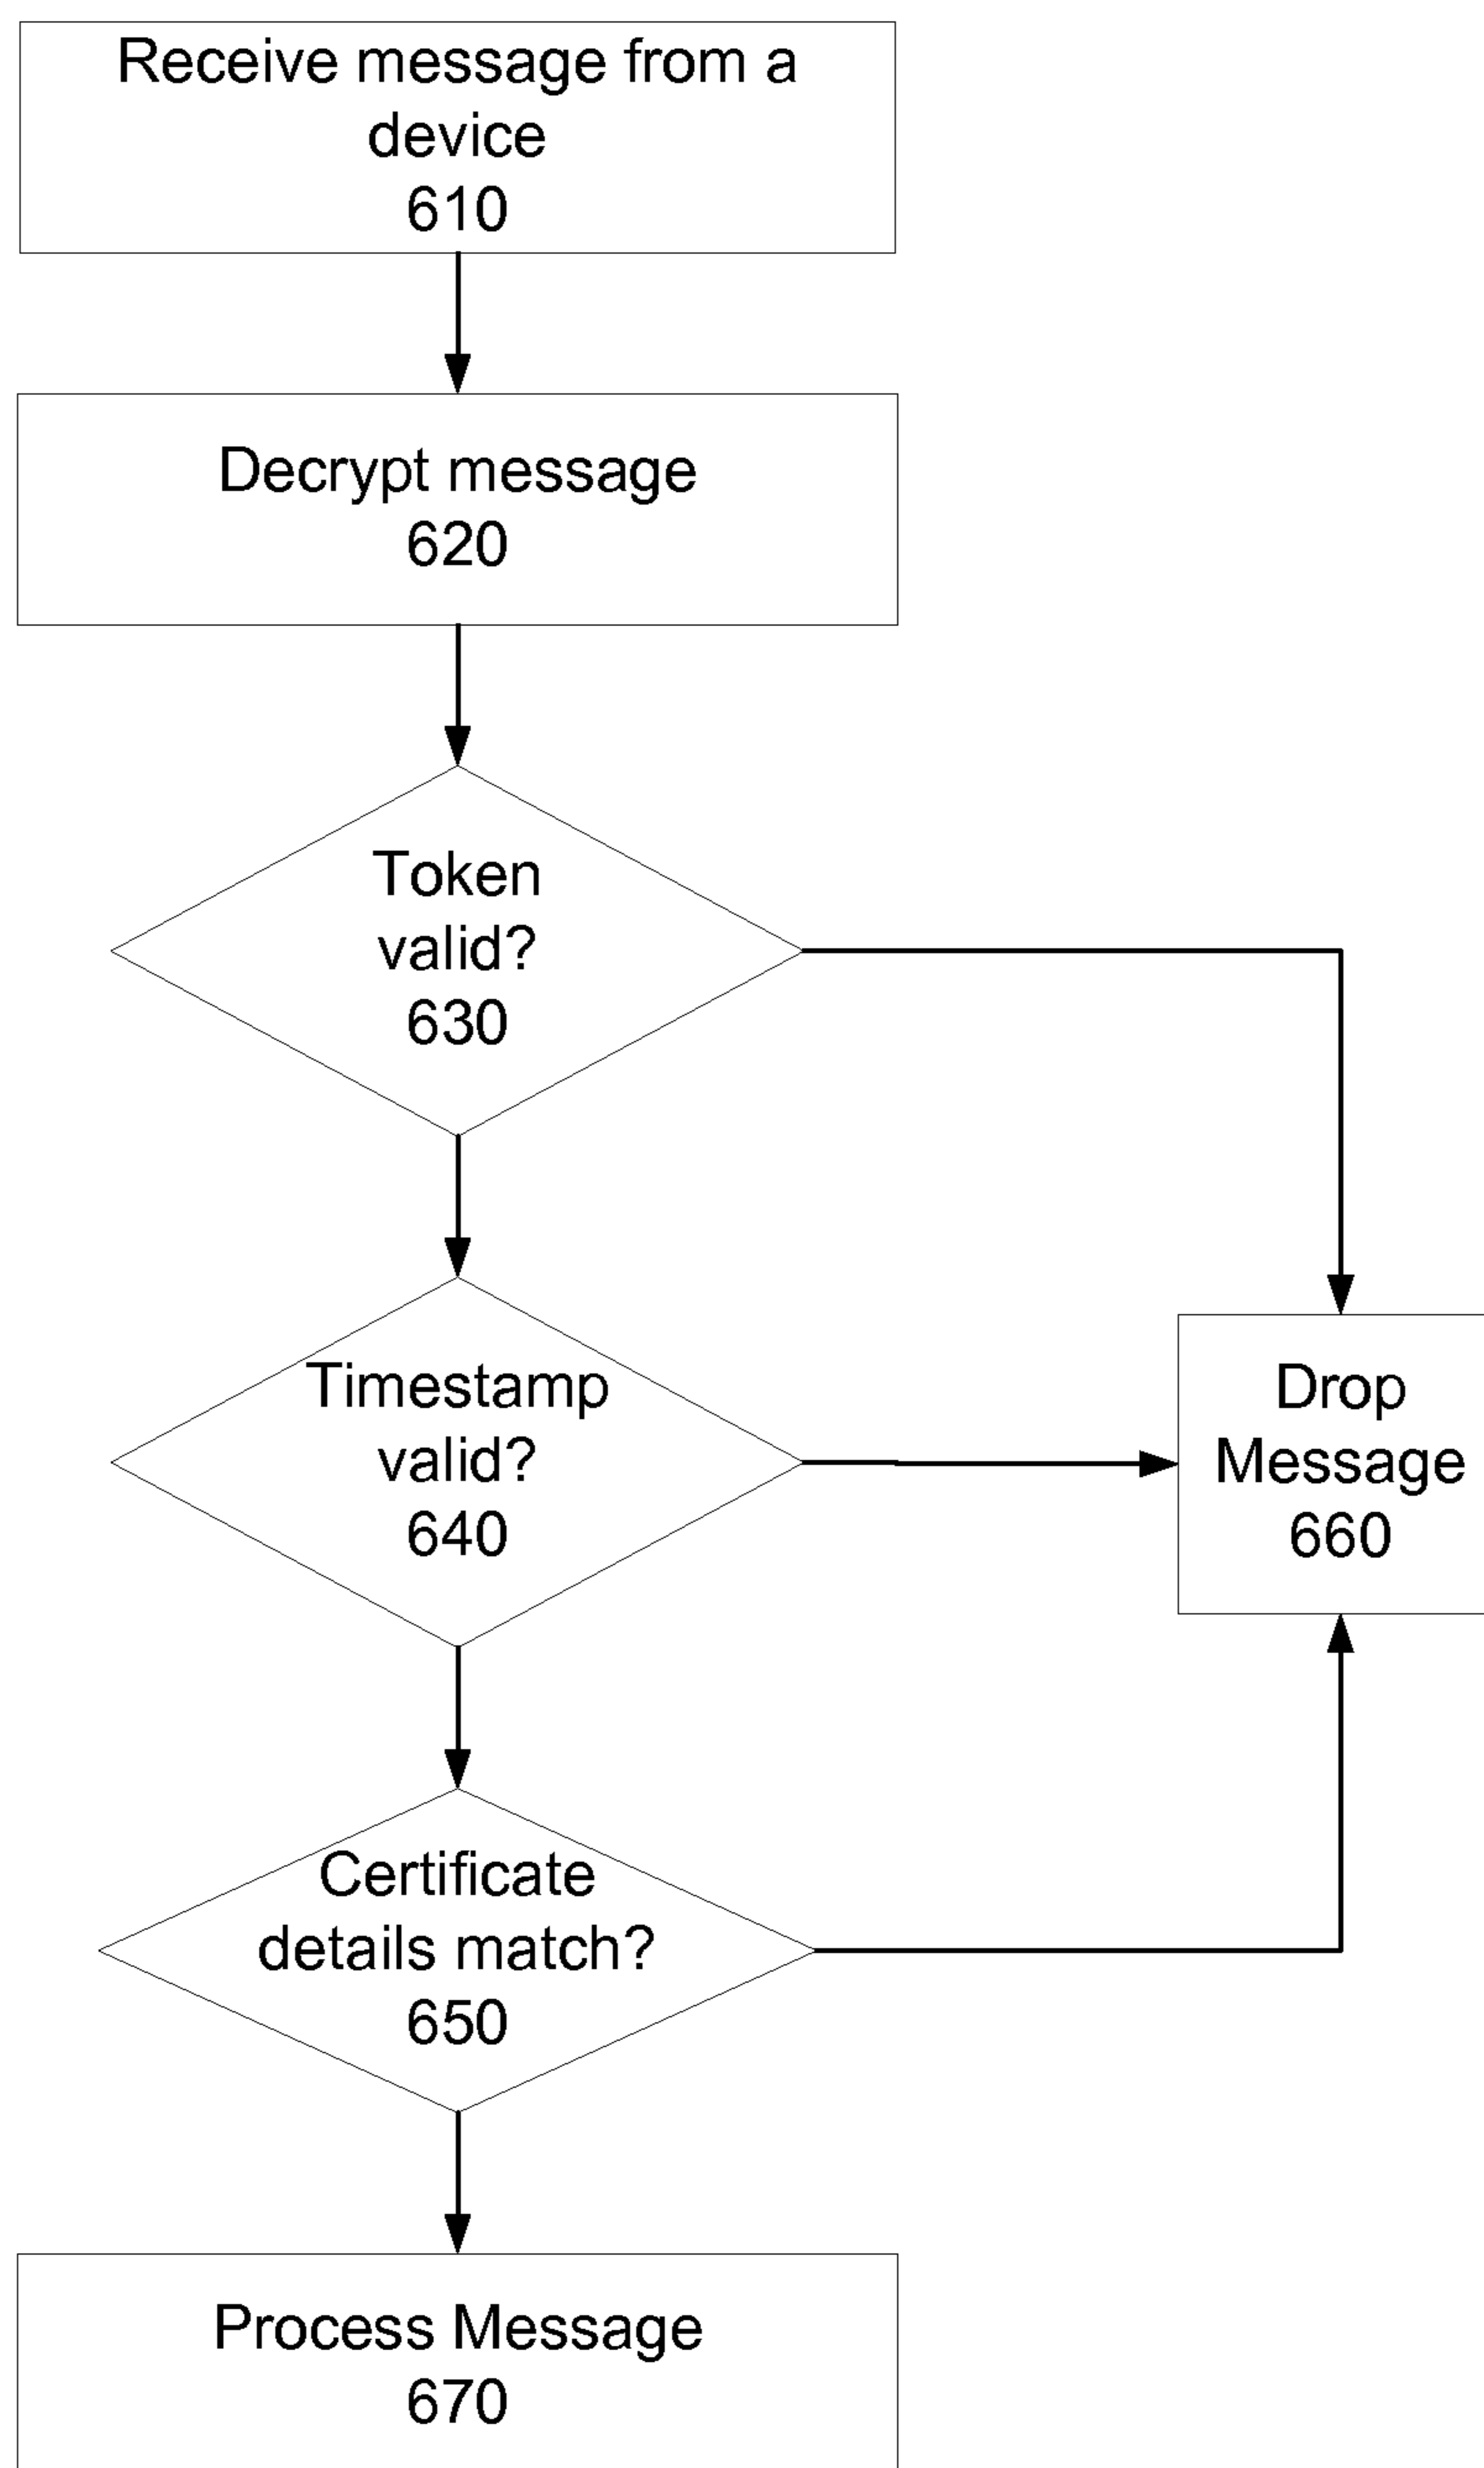 Receive message from a
device
610
Decrypt message
620
Token
valid?
630
Timestamp
valid?
640
Drop
Message
660
Certificate
details match?
650
Process Message
670